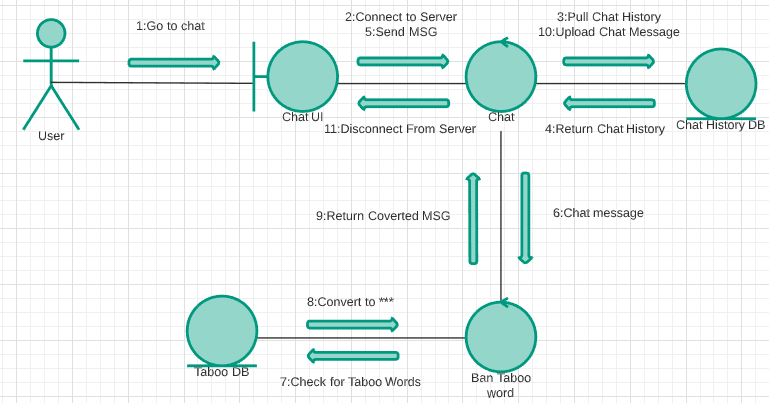 1:Go to chat
2:Connect to Server
5:Send MSG
3:Pull Chat History
10:Upload Chat Message
User
Chat UI
11:Disconnect From Server
Chat
4:Return Chat History
Chat History DB
9:Return Coverted MSG
6:Chat message
8:Convert to ***
Taboo DB
7:Check for Taboo Words
Ban Taboo
word